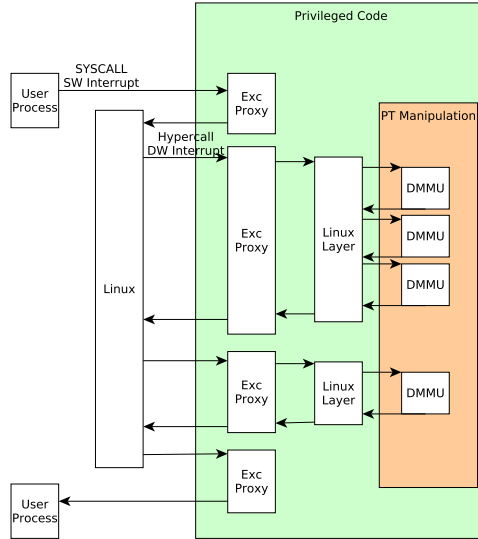 Privileged Code
SYSCALL
SW Interrupt
User
Process
Exc
Proxy
PT Manipulation
Hypercall
DW Interrupt
DMMU
DMMU
DMMU
Exc
Proxy
Linux
Layer
Linux
Exc
Proxy
Linux
Layer
DMMU
Exc
Proxy
User
Process